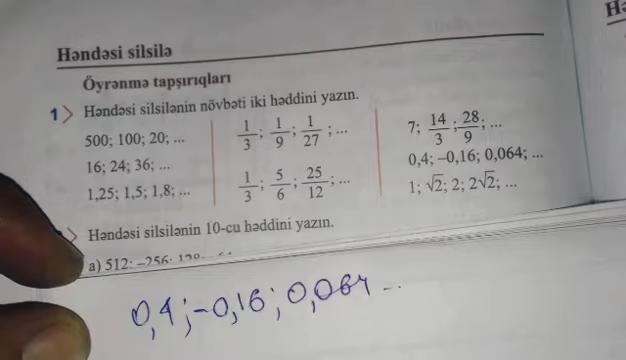 Hə
Həndəsi silsilə
Öyrənmə tapşırıqları
1 Həndəsi silsilənin növbəti iki həddini yazın.
500; 100; 20; ...
16; 24; 36; ...
1,25; 1,5; 1,8; ...
1/3; 1/9; 1/27; ...
1/3; 5/6; 25/12; ...
7; 14/3; 28/9; ...
0,4; –0,16; 0,064; ...
1; √2; 2; 2√2; ...
Həndəsi silsilənin 10-cu həddini yazın.
a) 512; –256;
0,4; -0,16; 0,064 ...